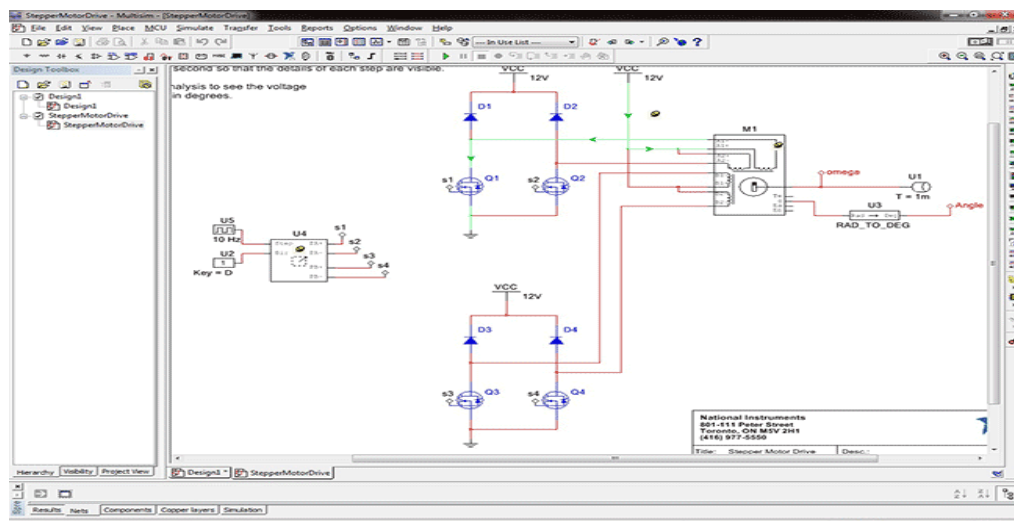 StepperMotorDrive - Multisim - [StepperMotorDrive]
File Edit View Place MCU Simulate Transfer Tools Reports Options Window Help
--- In Use List ---
Design Toolbox
Design1
Design1
StepperMotorDrive
StepperMotorDrive
second so that the details of each step are visible.
nalysis to see the voltage
in degrees.
VCC
12V
VCC
12V
D1
D2
M1
s1
Q1
s2
Q2
omega
U1
T = 1m
U3
Rad → Deg
RAD_TO_DEG
Angle
U5
10 Hz
U2
1
Key = D
U4
Step
Dir
s1
s2
s3
s4
VCC
12V
D3
D4
s3
Q3
s4
Q4
National Instruments
801-111 Peter Street
Toronto, ON M5V 2H1
(416) 977-5550
Title: Stepper Motor Drive
Desc.:
Hierarchy Visibility Project View
Design1 * StepperMotorDrive
Results Nets Components Copper layers Simulation